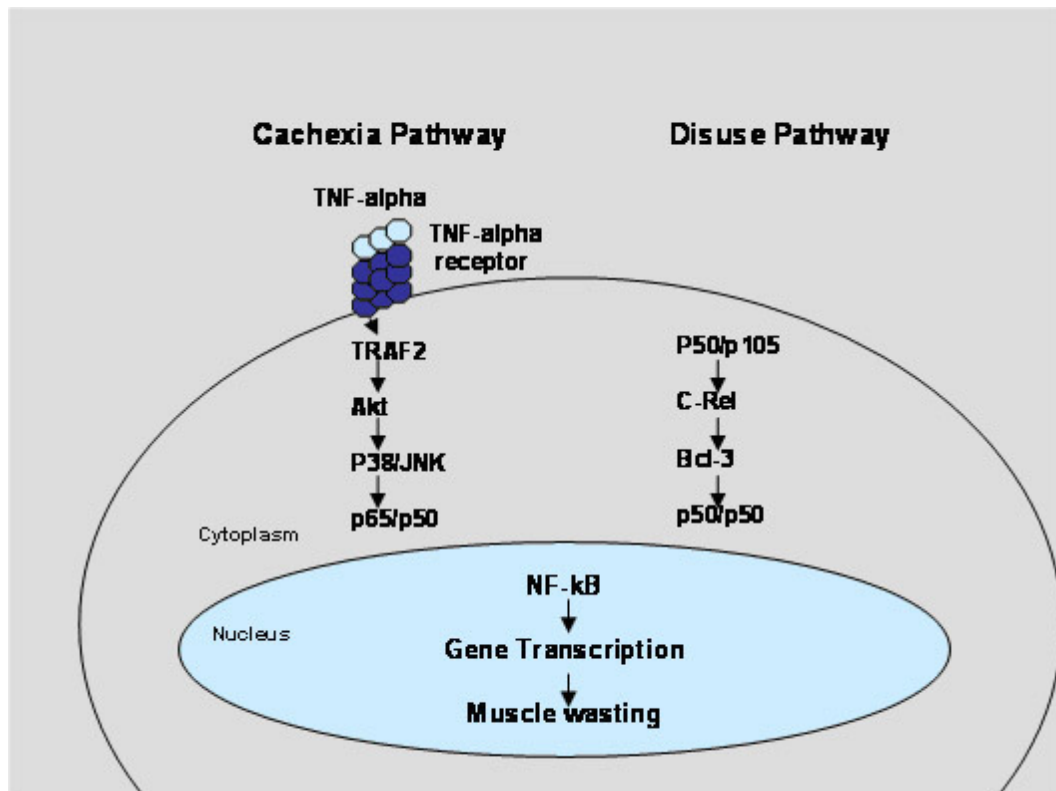 Cachexia Pathway
Disuse Pathway
TNF-alpha
TNF-alpha
receptor
TRAF2
Akt
P38/JNK
p65/p50
P50/p105
C-Rel
Bcl-3
p50/p50
Cytoplasm
Nucleus
NF-kB
Gene Transcription
Muscle wasting